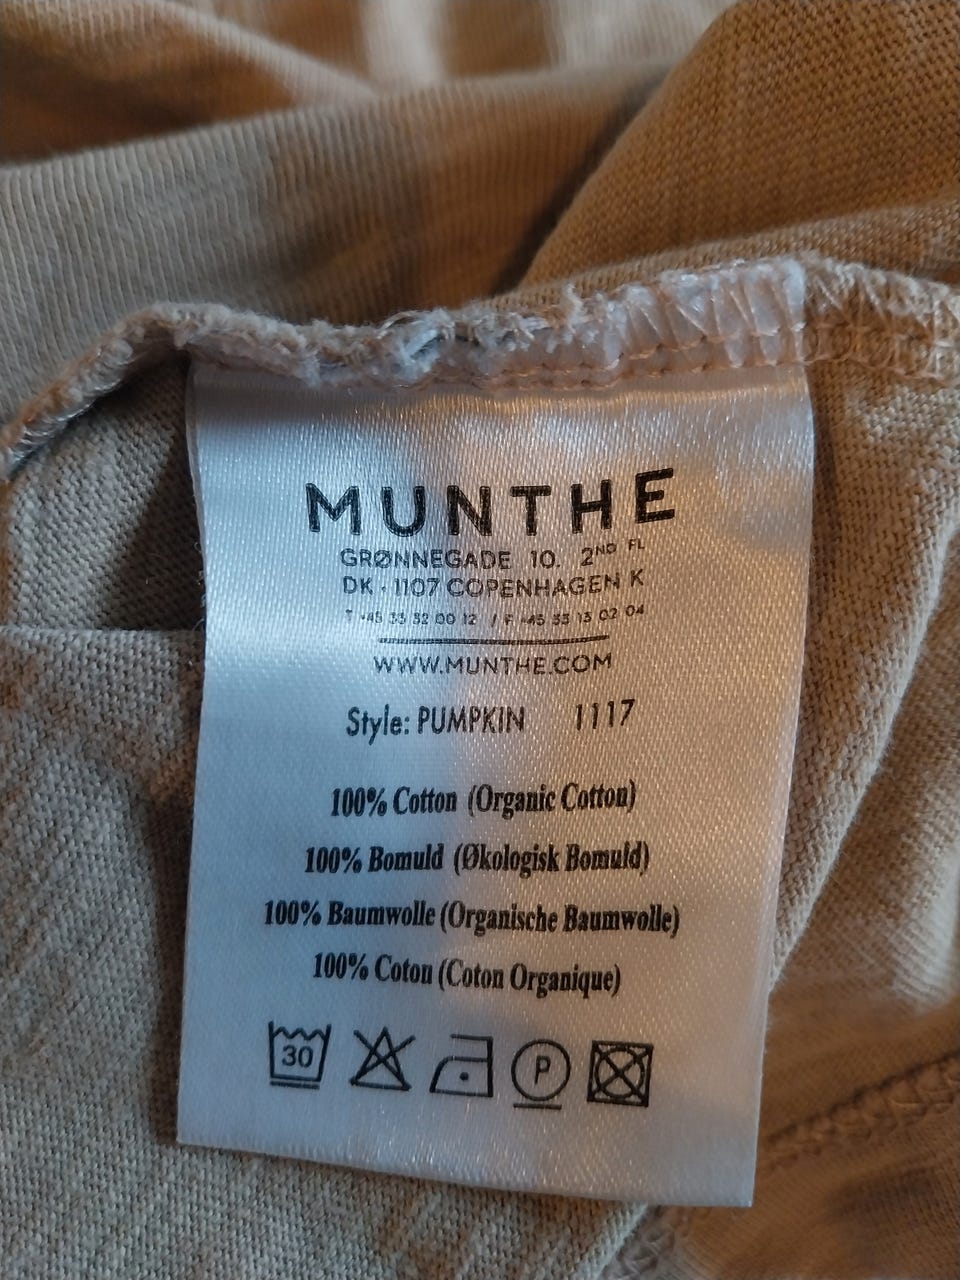 MUNTHE
GRØNNEGADE 10. 2ND FL
DK · 1107 COPENHAGEN K
T +45 33 32 00 12 / F +45 33 13 02 04
WWW.MUNTHE.COM
Style: PUMPKIN 1117
100% Cotton (Organic Cotton)
100% Bomuld (Økologisk Bomuld)
100% Baumwolle (Organische Baumwolle)
100% Coton (Coton Organique)
30 P